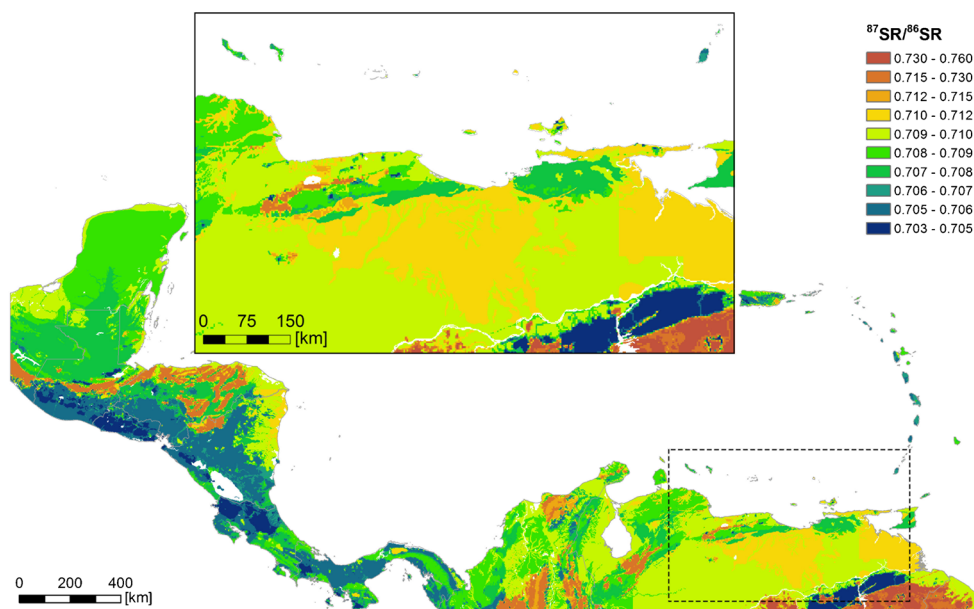 ⁸⁷SR/⁸⁶SR
0.730 - 0.760
0.715 - 0.730
0.712 - 0.715
0.710 - 0.712
0.709 - 0.710
0.708 - 0.709
0.707 - 0.708
0.706 - 0.707
0.705 - 0.706
0.703 - 0.705
0 75 150
[km]
0 200 400
[km]